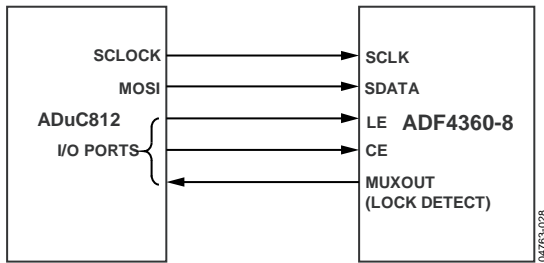 SCLOCK
MOSI
ADuC812
I/O PORTS
SCLK
SDATA
LE
ADF4360-8
CE
MUXOUT
(LOCK DETECT)
04763-028